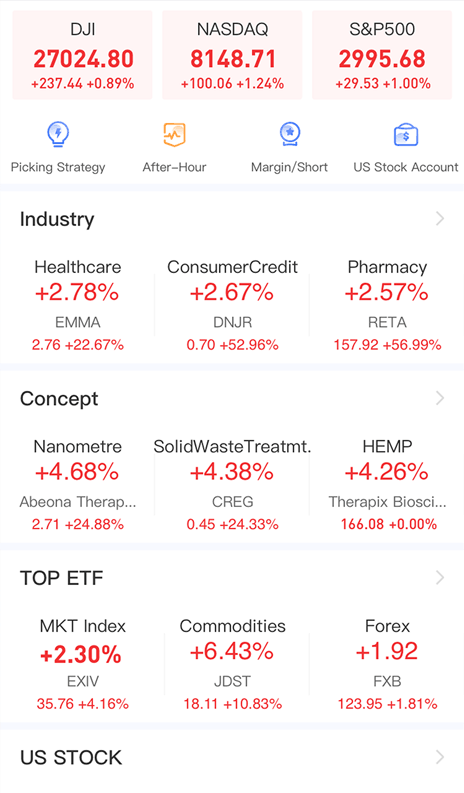 DJI NASDAQ S&P500
27024.80 8148.71 2995.68
+237.44 +0.89% +100.06 +1.24% +29.53 +1.00%
Picking Strategy After-Hour Margin/Short US Stock Account
Industry
Healthcare ConsumerCredit Pharmacy
+2.78% +2.67% +2.57%
EMMA DNJR RETA
2.76 +22.67% 0.70 +52.96% 157.92 +56.99%
Concept
Nanometre SolidWasteTreatmt. HEMP
+4.68% +4.38% +4.26%
Abeona Therap... CREG Therapix Biosci...
2.71 +24.88% 0.45 +24.33% 166.08 +0.00%
TOP ETF
MKT Index Commodities Forex
+2.30% +6.43% +1.92
EXIV JDST FXB
35.76 +4.16% 18.11 +10.83% 123.95 +1.81%
US STOCK